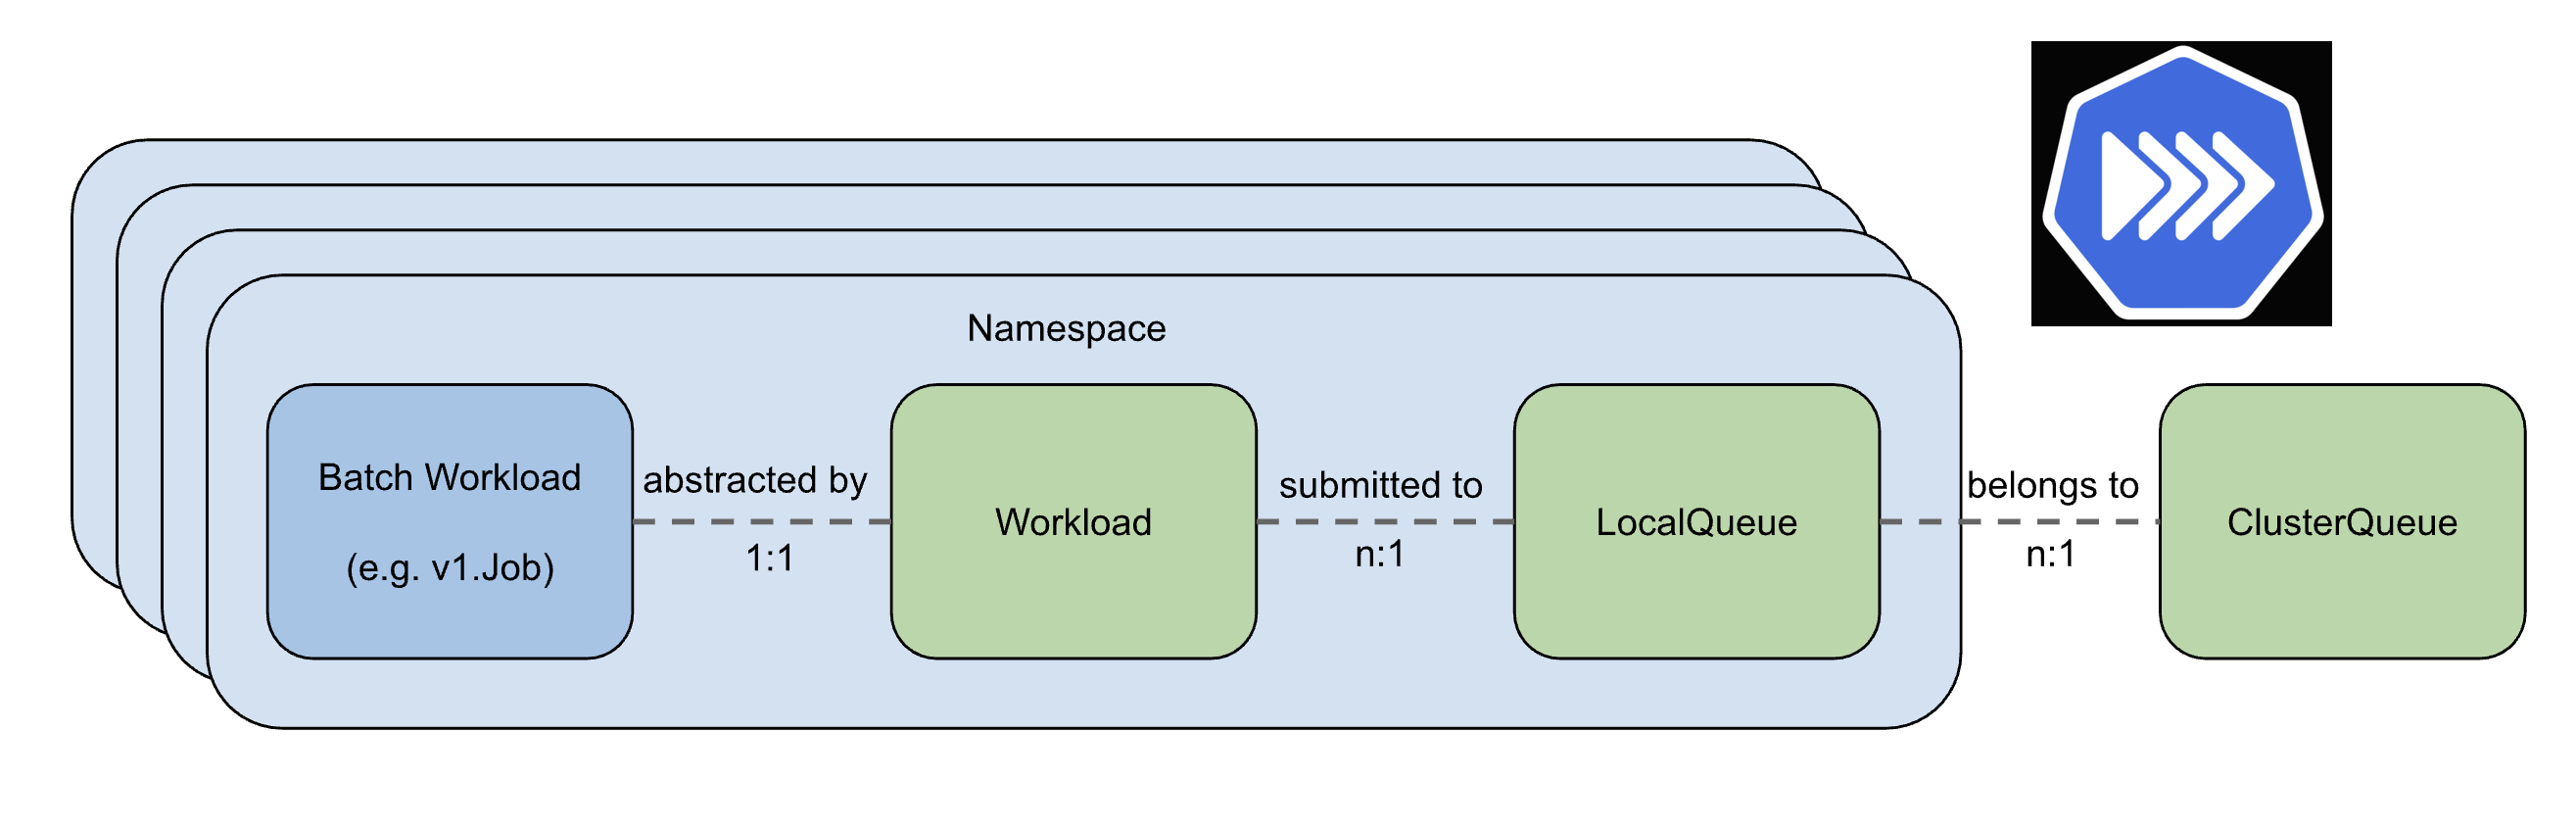 Namespace
Batch Workload
(e.g. v1.Job)
abstracted by
1:1
Workload
submitted to
n:1
LocalQueue
belongs to
n:1
ClusterQueue